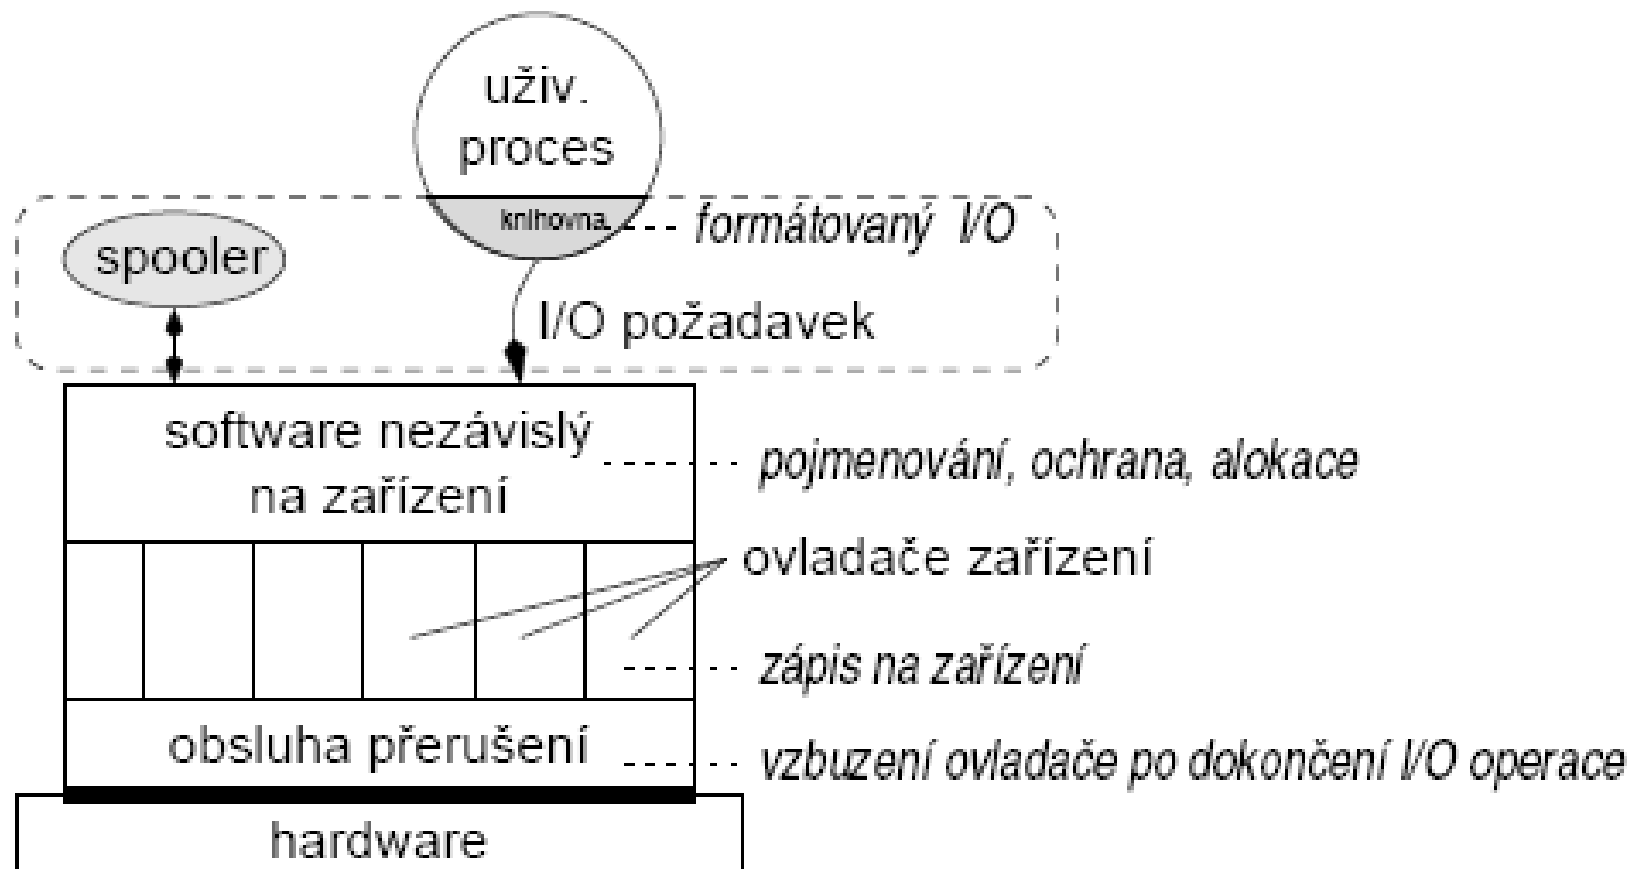 uživ.
proces
knihovna
formátovaný I/O
spooler
I/O požadavek
software nezávislý
na zařízení
pojmenování, ochrana, alokace
ovladače zařízení
zápis na zařízení
obsluha přerušení
vzbuzení ovladače po dokončení I/O operace
hardware